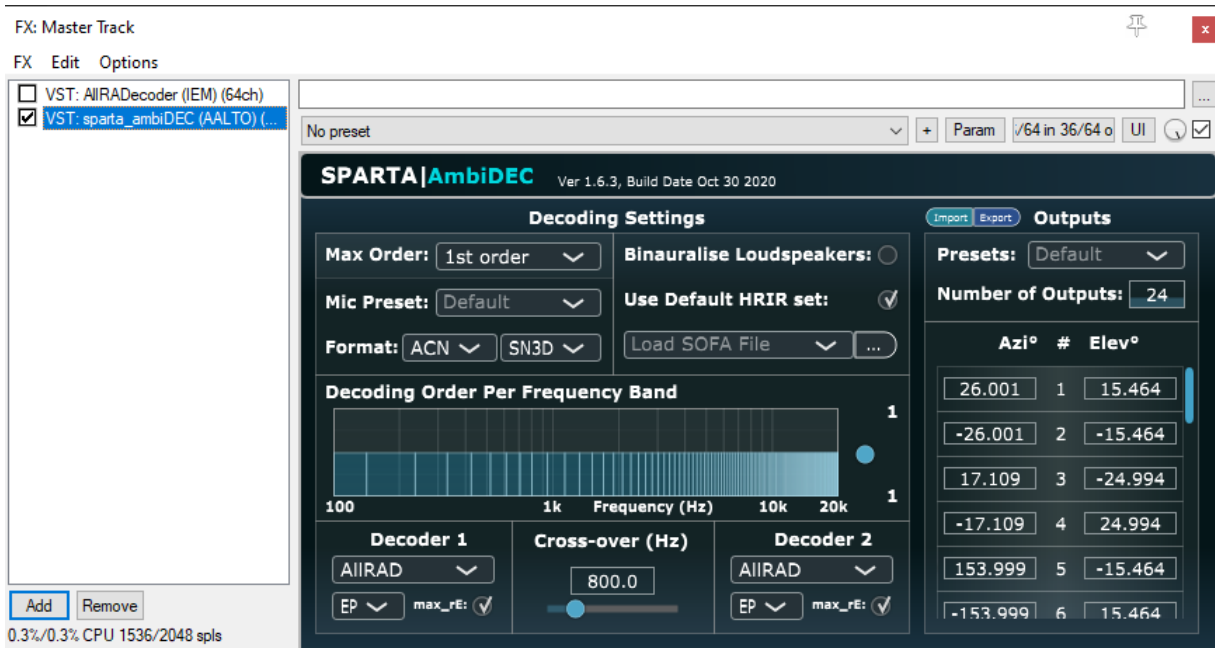 FX: Master Track
x
FX Edit Options
VST: AllRADecoder (IEM) (64ch)
VST: sparta_ambiDEC (AALTO) (...
...
No preset
+ Param √64 in 36/64 o UI
SPARTA|AmbiDEC Ver 1.6.3, Build Date Oct 30 2020
Decoding Settings
Import Export Outputs
Max Order: 1st order
Binauralise Loudspeakers:
Presets: Default
Mic Preset: Default
Use Default HRIR set:
Number of Outputs: 24
Format: ACN SN3D
Load SOFA File ...
Aziº # Elevº
Decoding Order Per Frequency Band
1
1
100 1k Frequency (Hz) 10k 20k
26.001 1 15.464
-26.001 2 -15.464
17.109 3 -24.994
-17.109 4 24.994
153.999 5 -15.464
-153.999 6 15.464
Decoder 1
AllRAD
EP max_rE:
Cross-over (Hz)
800.0
Decoder 2
AllRAD
EP max_rE:
Add Remove
0.3%/0.3% CPU 1536/2048 spls